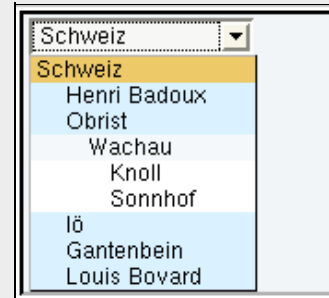 Schweiz
Schweiz
Henri Badoux
Obrist
Wachau
Knoll
Sonnhof
lö
Gantenbein
Louis Bovard